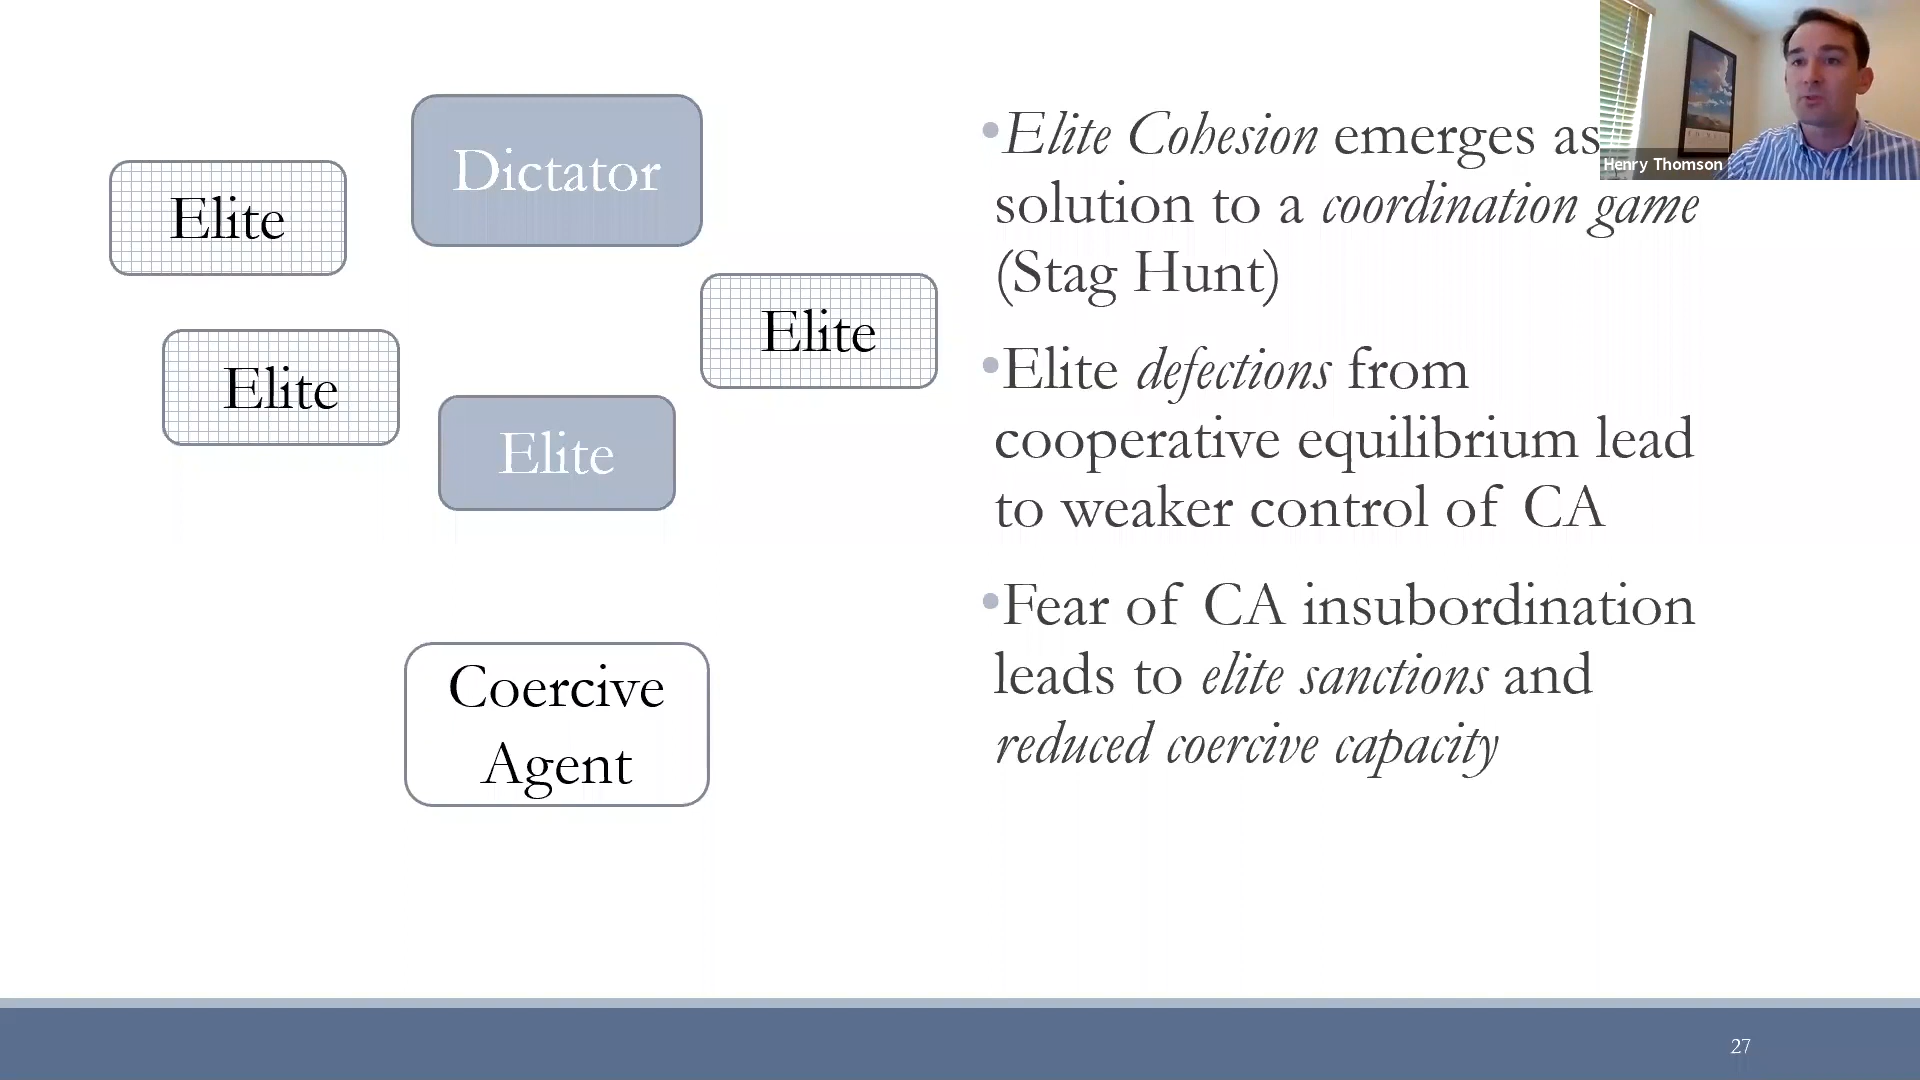 Dictator
Elite
Elite
Elite
Elite
Coercive
Agent
•Elite Cohesion emerges as
solution to a coordination game
(Stag Hunt)
•Elite defections from
cooperative equilibrium lead
to weaker control of CA
•Fear of CA insubordination
leads to elite sanctions and
reduced coercive capacity
Henry Thomson
27